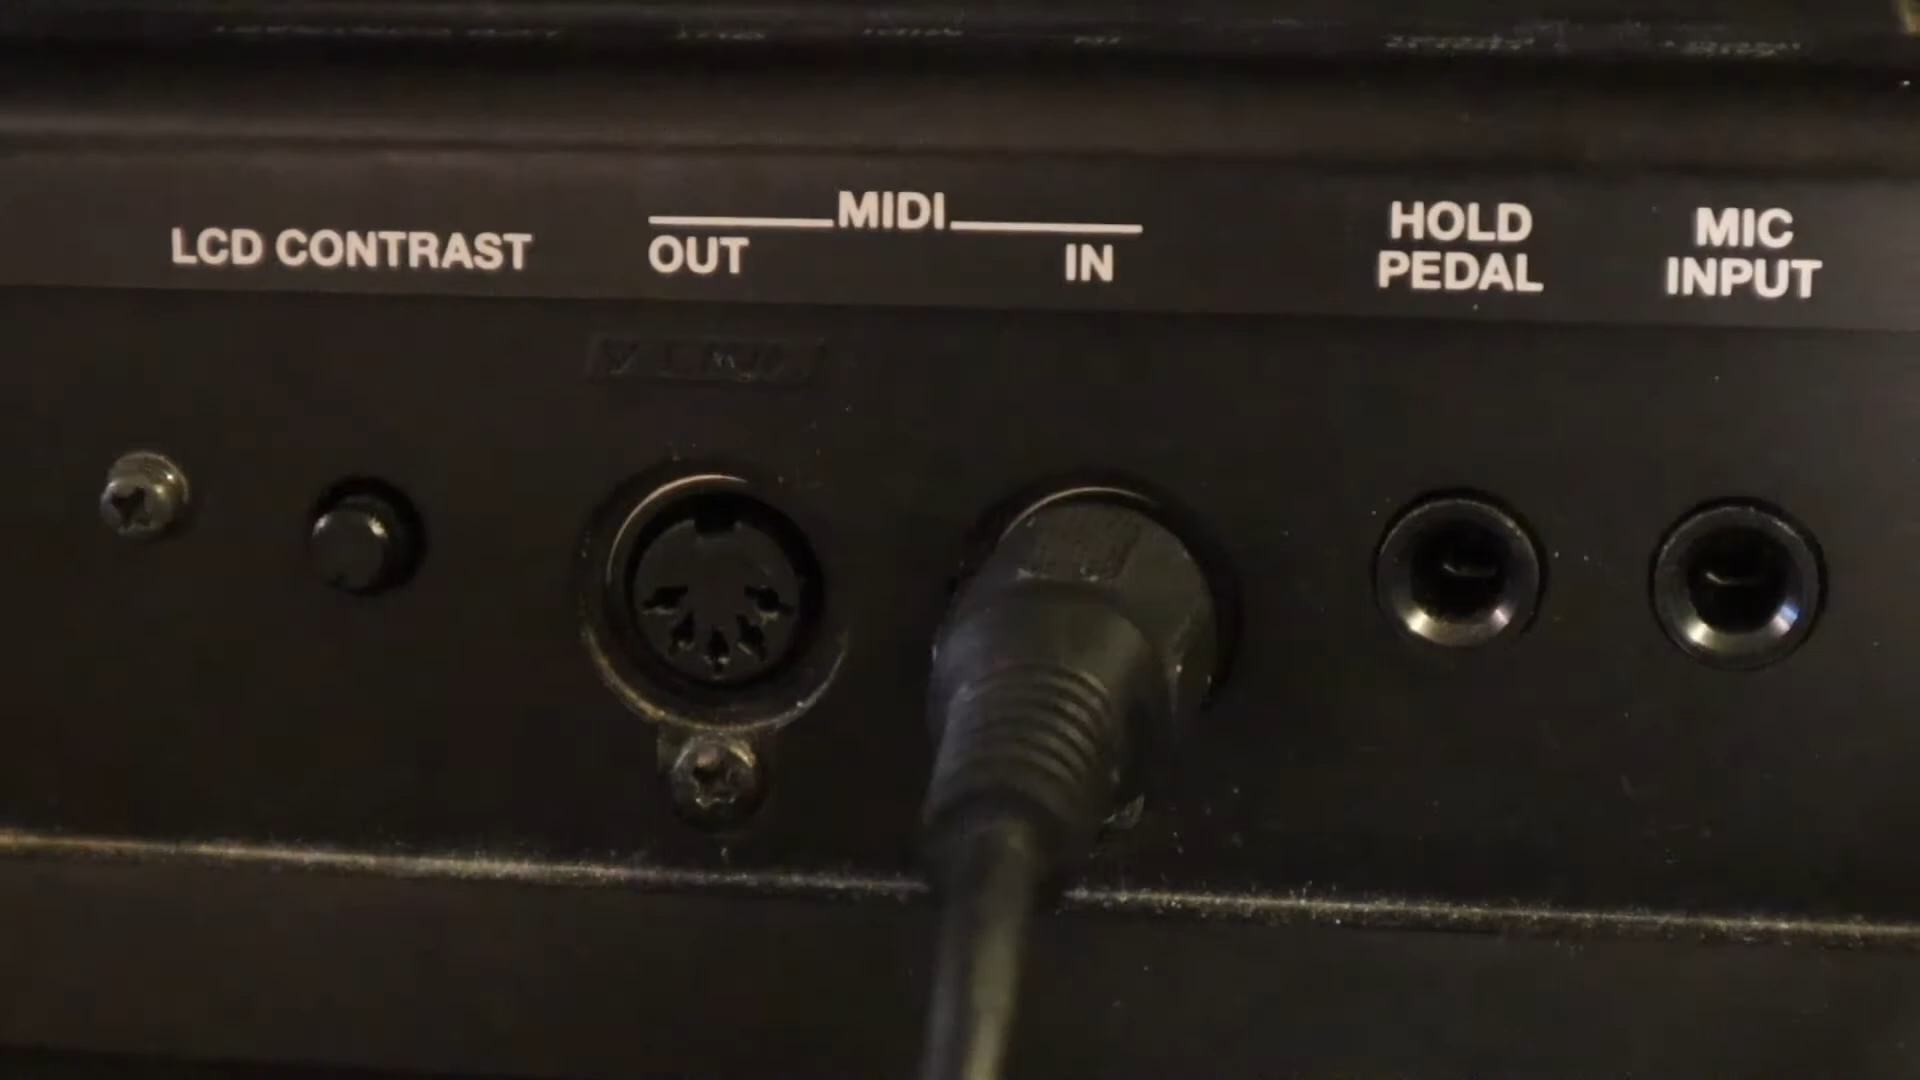 LCD CONTRAST
MIDI
OUT
IN
HOLD
PEDAL
MIC
INPUT